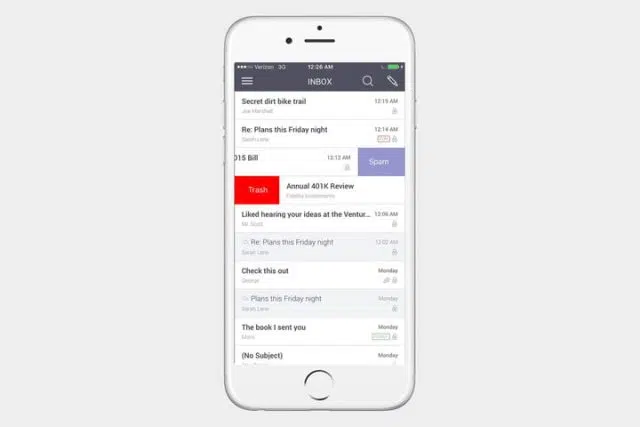 Verizon 3G 12:26 AM
INBOX
Secret dirt bike trail 12:15 AM
Joe Marshall
Re: Plans this Friday night 12:14 AM
Sarah Lane
015 Bill 12:13 AM Spam
Trash Annual 401K Review
Fidelity Investments
Liked hearing your ideas at the Ventur... 12:06 AM
Mr. Scott
Re: Plans this Friday night 12:02 AM
Sarah Lane
Check this out Monday
George
Plans this Friday night Monday
Sarah Lane
The book I sent you Monday
Mom
(No Subject) Monday